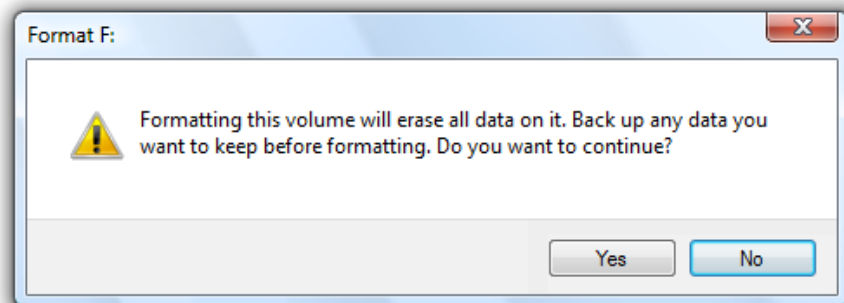 Format F:
Formatting this volume will erase all data on it. Back up any data you
want to keep before formatting. Do you want to continue?
Yes
No